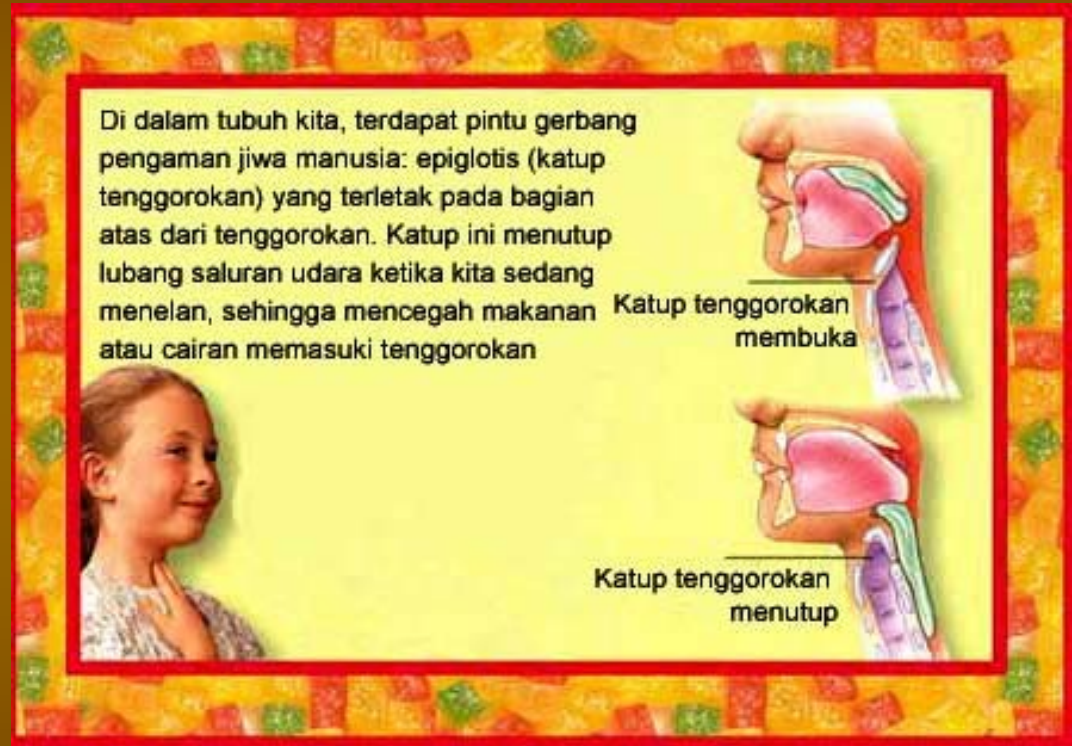 Di dalam tubuh kita, terdapat pintu gerbang
pengaman jiwa manusia: epiglotis (katup
tenggorokan) yang terletak pada bagian
atas dari tenggorokan. Katup ini menutup
lubang saluran udara ketika kita sedang
menelan, sehingga mencegah makanan
atau cairan memasuki tenggorokan
Katup tenggorokan
membuka
Katup tenggorokan
menutup